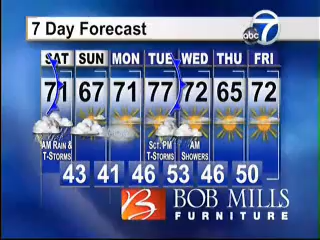 7 Day Forecast
abc 7
SAT SUN MON TUE WED THU FRI
71 67 71 77 72 65 72
AM RAIN & T-STORMS
SCT. PM T-STORMS
AM SHOWERS
43 41 46 53 46 50
B BOB MILLS
FURNITURE